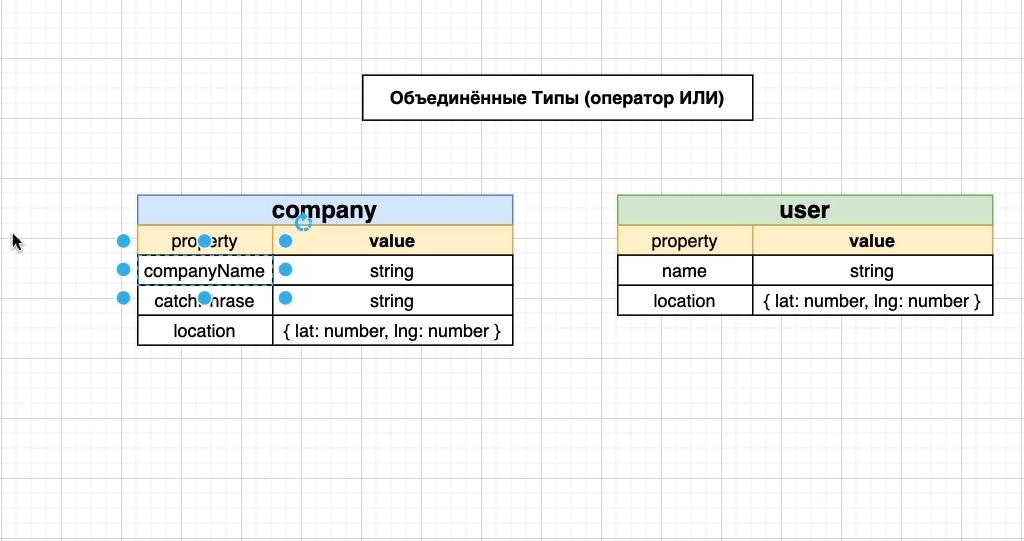 Объединённые Типы (оператор ИЛИ)
company
property value
companyName string
string
location { lat: number, lng: number }
user
property value
name string
location { lat: number, lng: number }